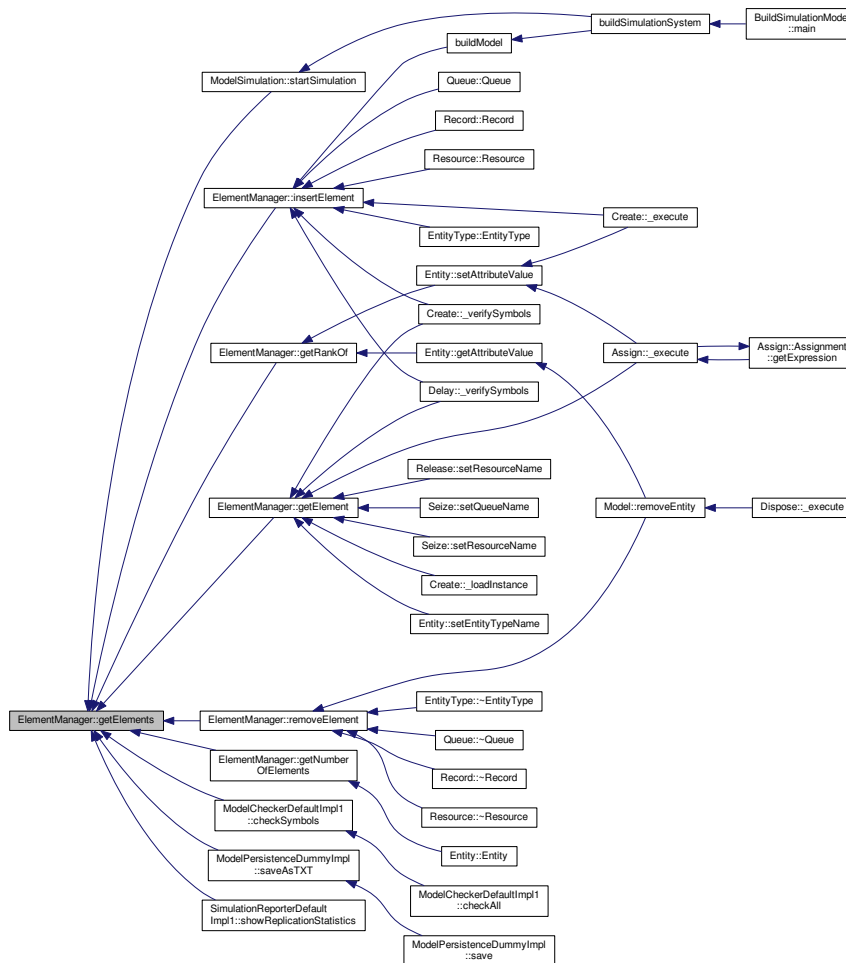 buildSimulationSystem
BuildSimulationModel
::main
buildModel
ModelSimulation::startSimulation
Queue::Queue
Record::Record
Resource::Resource
ElementManager::insertElement
Create::_execute
EntityType::EntityType
Entity::setAttributeValue
Create::_verifySymbols
ElementManager::getRankOf
Entity::getAttributeValue
Assign::_execute
Assign::Assignment
::getExpression
Delay::_verifySymbols
Release::setResourceName
ElementManager::getElement
Seize::setQueueName
Model::removeEntity
Dispose::_execute
Seize::setResourceName
Create::_loadInstance
Entity::setEntityTypeName
EntityType::~EntityType
ElementManager::getElements
ElementManager::removeElement
Queue::~Queue
ElementManager::getNumber
OfElements
Record::~Record
ModelCheckerDefaultImpl1
::checkSymbols
Resource::~Resource
Entity::Entity
ModelPersistenceDummyImpl
::saveAsTXT
ModelCheckerDefaultImpl1
::checkAll
SimulationReporterDefault
Impl1::showReplicationStatistics
ModelPersistenceDummyImpl
::save